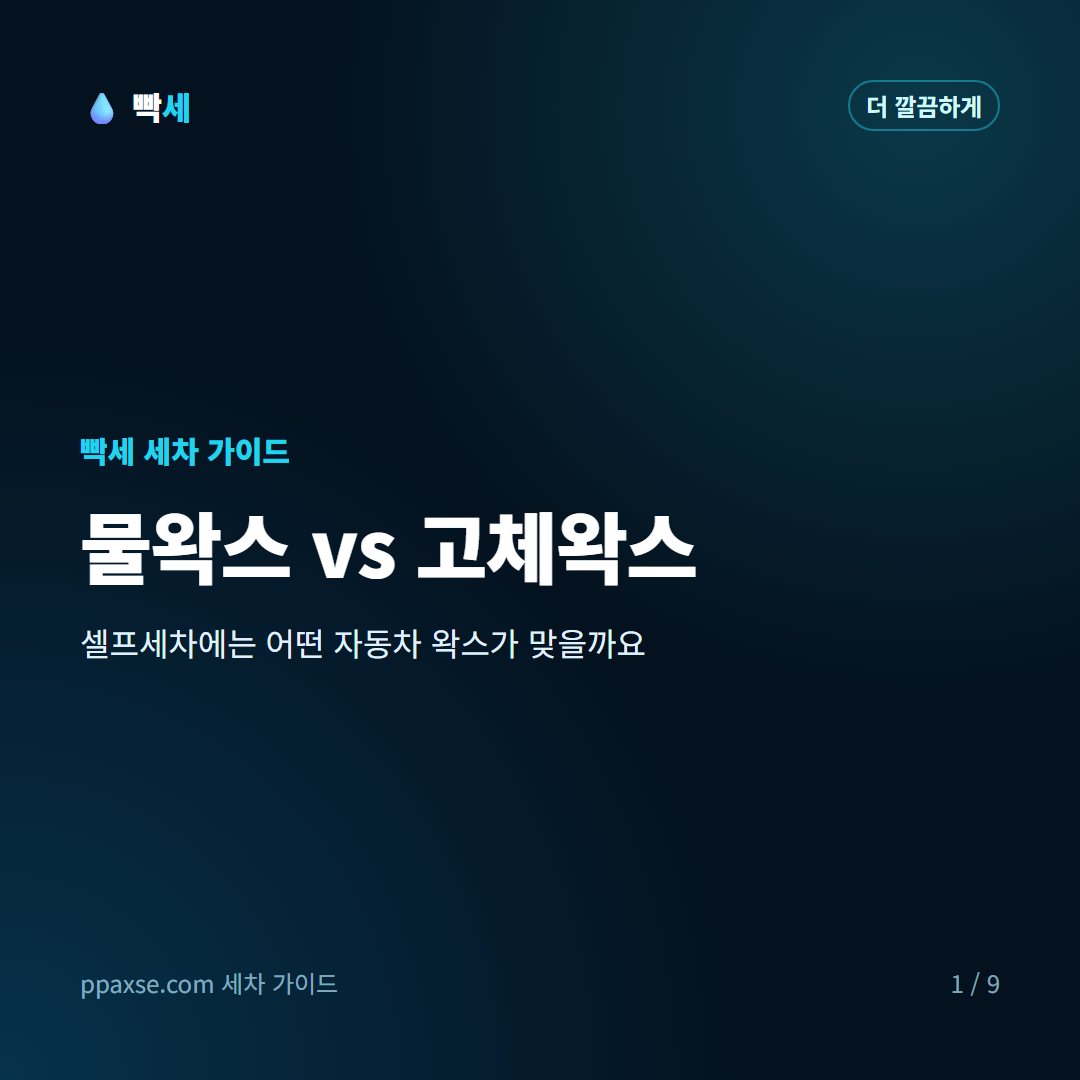 빡세
더 깔끔하게
빡세 세차 가이드
물왁스 vs 고체왁스
셀프세차에는 어떤 자동차 왁스가 맞을까요
ppaxse.com 세차 가이드
1 / 9